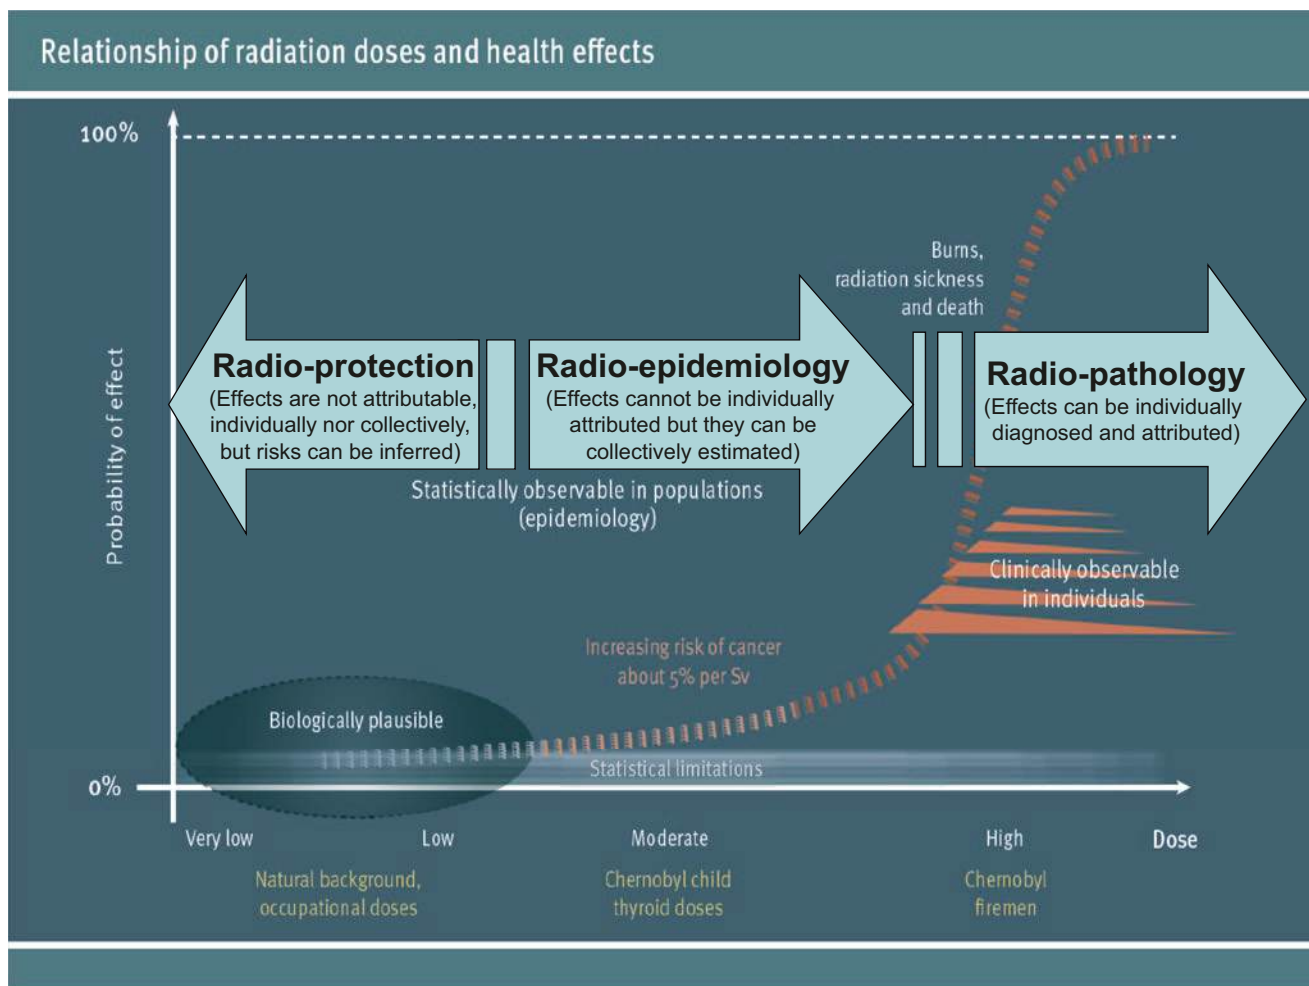 Relationship of radiation doses and health effects
100%
Burns,
radiation sickness
and death
Probability of effect
Radio-protection
(Effects are not attributable,
individually nor collectively,
but risks can be inferred)
Radio-epidemiology
(Effects cannot be individually
attributed but they can be
collectively estimated)
Radio-pathology
(Effects can be individually
diagnosed and attributed)
Statistically observable in populations
(epidemiology)
Clinically observable
in individuals
Increasing risk of cancer
about 5% per Sv
Biologically plausible
Statistical limitations
0%
Very low
Low
Moderate
High
Dose
Natural background,
occupational doses
Chernobyl child
thyroid doses
Chernobyl
firemen